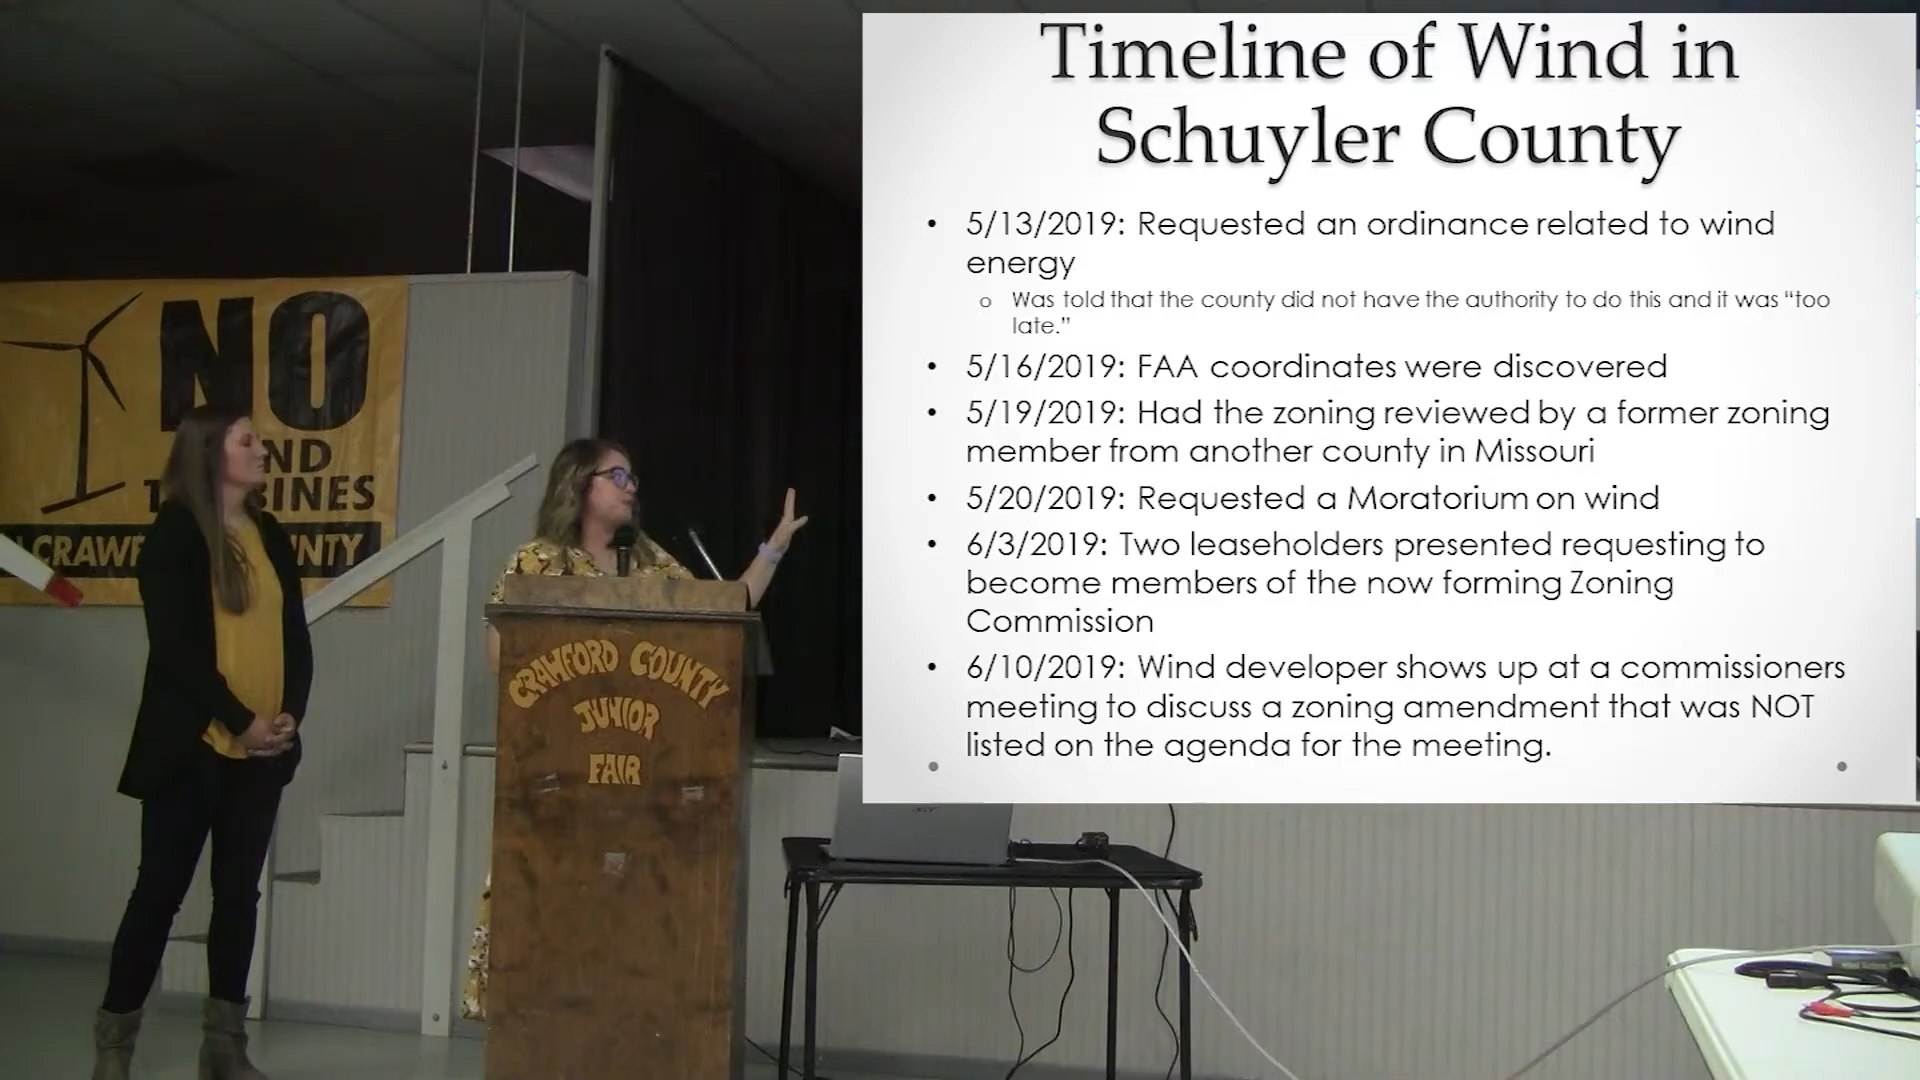 Timeline of Wind in
Schuyler County
• 5/13/2019: Requested an ordinance related to wind
energy
o Was told that the county did not have the authority to do this and it was “too
late.”
• 5/16/2019: FAA coordinates were discovered
• 5/19/2019: Had the zoning reviewed by a former zoning
member from another county in Missouri
• 5/20/2019: Requested a Moratorium on wind
• 6/3/2019: Two leaseholders presented requesting to
become members of the now forming Zoning
Commission
• 6/10/2019: Wind developer shows up at a commissioners
meeting to discuss a zoning amendment that was NOT
listed on the agenda for the meeting.
NO
CRAWFORD COUNTY
JUNIOR
FAIR